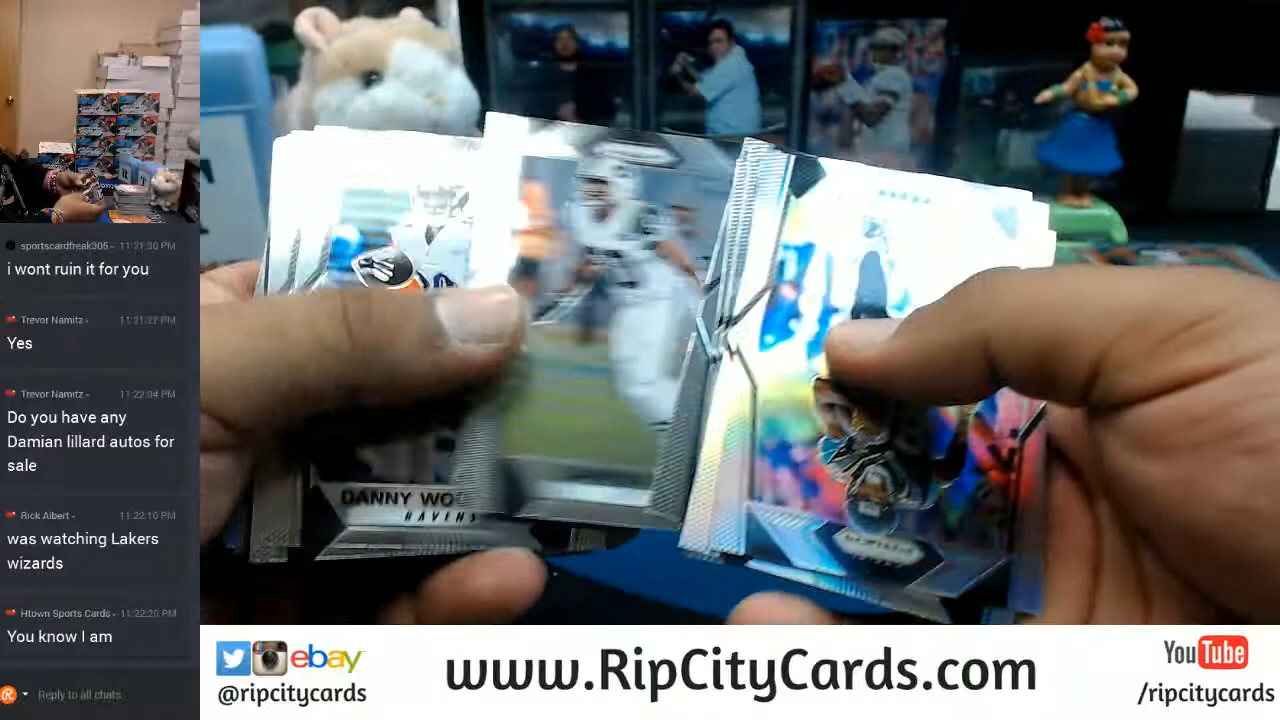 sportscardfreak305 - 11:21:30 PM
i wont ruin it for you
Trevor Namitz - 11:21:27 PM
Yes
Trevor Namitz - 11:22:04 PM
Do you have any
Damian lillard autos for
sale
Rick Albert - 11:22:10 PM
was watching Lakers
wizards
Htown Sports Cards - 11:22:20 PM
You know I am
Reply to all chats
DANNY WO
RAVENS
ebay
@ripcitycards
www.RipCityCards.com
YouTube
/ripcitycards